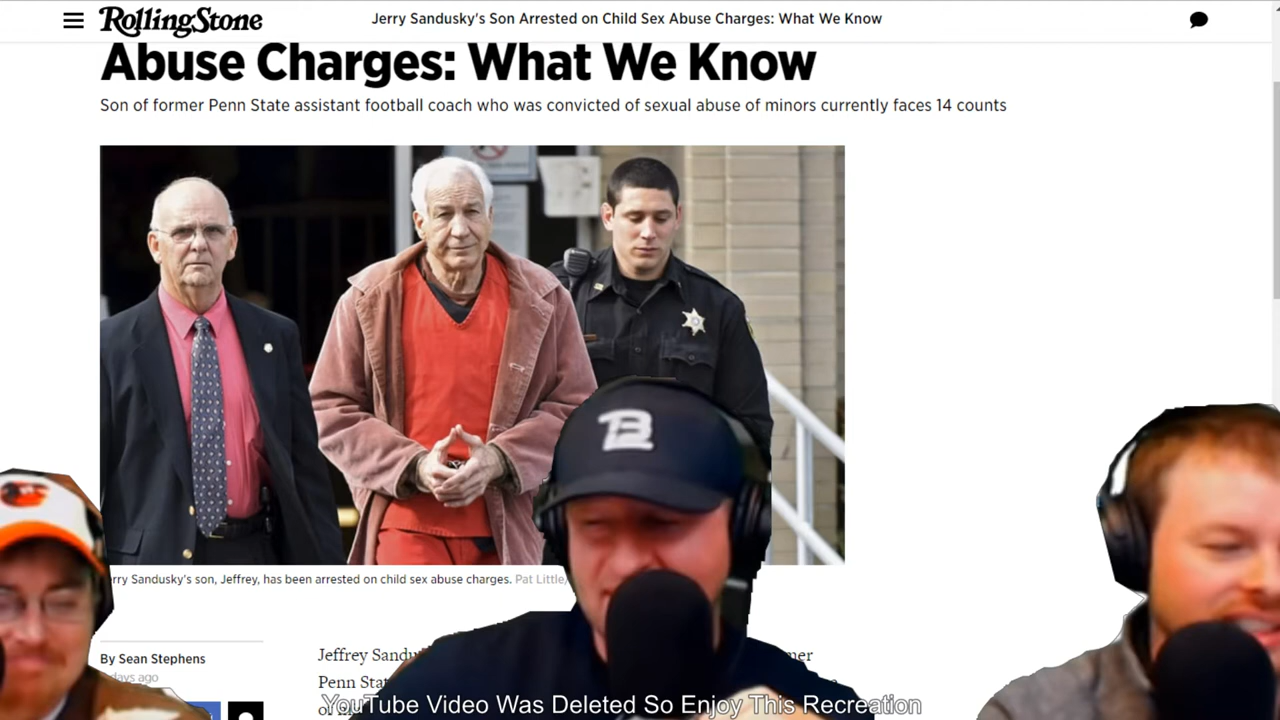 RollingStone
Jerry Sandusky's Son Arrested on Child Sex Abuse Charges: What We Know
Abuse Charges: What We Know
Son of former Penn State assistant football coach who was convicted of sexual abuse of minors currently faces 14 counts
B
rry Sandusky's son, Jeffrey, has been arrested on child sex abuse charges. Pat Little/
By Sean Stephens
days ago
Jeffrey Sandu
Penn Stat
YouTube Video Was Deleted So Enjoy This Recreation